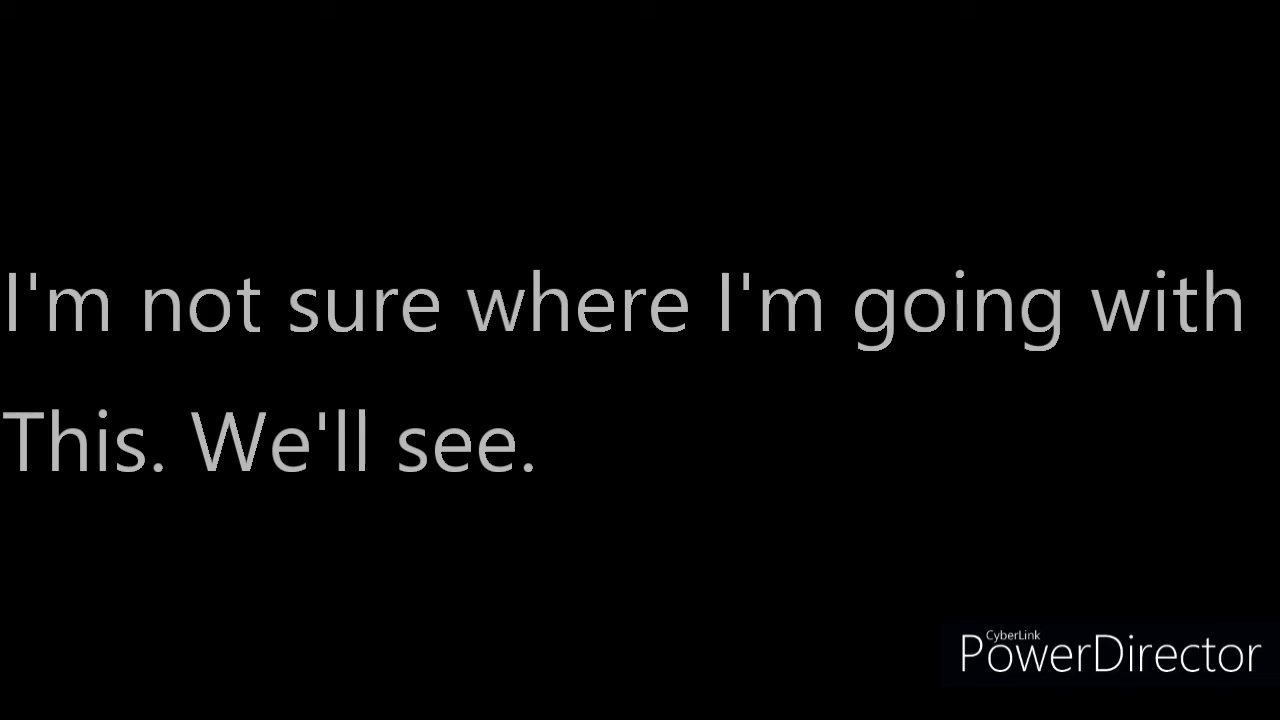 I'm not sure where I'm going with
This. We'll see.
CyberLink
PowerDirector